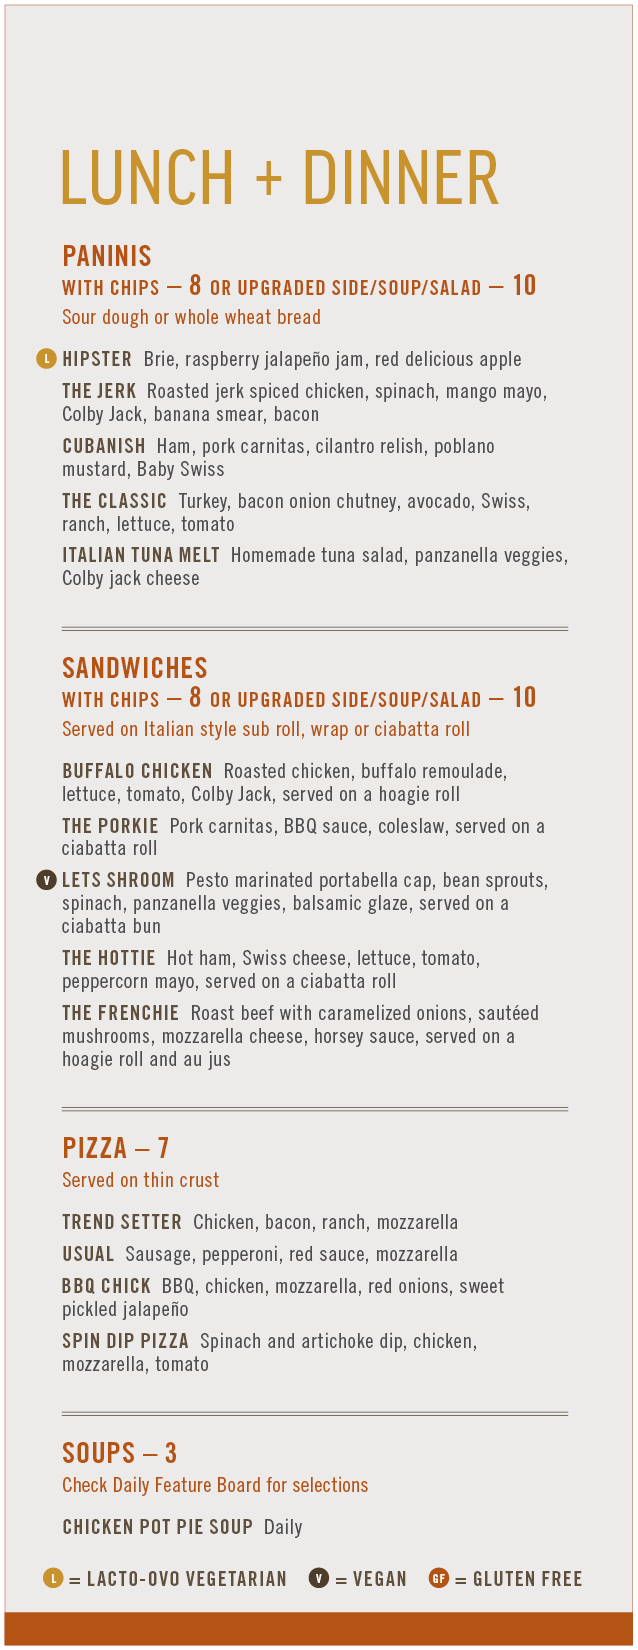 LUNCH + DINNER
PANINIS
WITH CHIPS — 8 OR UPGRADED SIDE/SOUP/SALAD — 10
Sour dough or whole wheat bread
L HIPSTER Brie, raspberry jalapeño jam, red delicious apple
THE JERK Roasted jerk spiced chicken, spinach, mango mayo,
Colby Jack, banana smear, bacon
CUBANISH Ham, pork carnitas, cilantro relish, poblano
mustard, Baby Swiss
THE CLASSIC Turkey, bacon onion chutney, avocado, Swiss,
ranch, lettuce, tomato
ITALIAN TUNA MELT Homemade tuna salad, panzanella veggies,
Colby jack cheese
SANDWICHES
WITH CHIPS — 8 OR UPGRADED SIDE/SOUP/SALAD — 10
Served on Italian style sub roll, wrap or ciabatta roll
BUFFALO CHICKEN Roasted chicken, buffalo remoulade,
lettuce, tomato, Colby Jack, served on a hoagie roll
THE PORKIE Pork carnitas, BBQ sauce, coleslaw, served on a
ciabatta roll
V LETS SHROOM Pesto marinated portabella cap, bean sprouts,
spinach, panzanella veggies, balsamic glaze, served on a
ciabatta bun
THE HOTTIE Hot ham, Swiss cheese, lettuce, tomato,
peppercorn mayo, served on a ciabatta roll
THE FRENCHIE Roast beef with caramelized onions, sautéed
mushrooms, mozzarella cheese, horsey sauce, served on a
hoagie roll and au jus
PIZZA — 7
Served on thin crust
TREND SETTER Chicken, bacon, ranch, mozzarella
USUAL Sausage, pepperoni, red sauce, mozzarella
BBQ CHICK BBQ, chicken, mozzarella, red onions, sweet
pickled jalapeño
SPIN DIP PIZZA Spinach and artichoke dip, chicken,
mozzarella, tomato
SOUPS — 3
Check Daily Feature Board for selections
CHICKEN POT PIE SOUP Daily
L = LACTO-OVO VEGETARIAN V = VEGAN GF = GLUTEN FREE